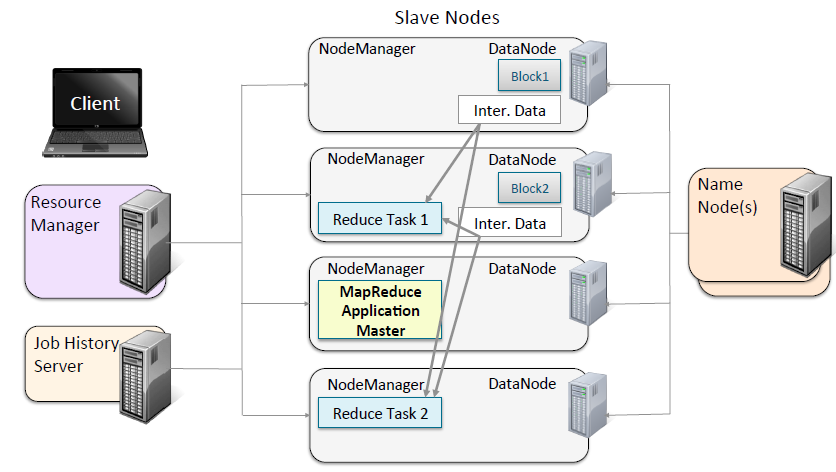 Slave Nodes
Client
Resource
Manager
Job History
Server
NodeManager
DataNode
Block1
Inter. Data
NodeManager
DataNode
Block2
Reduce Task 1
Inter. Data
NodeManager
DataNode
MapReduce
Application
Master
NodeManager
DataNode
Reduce Task 2
Name
Node(s)